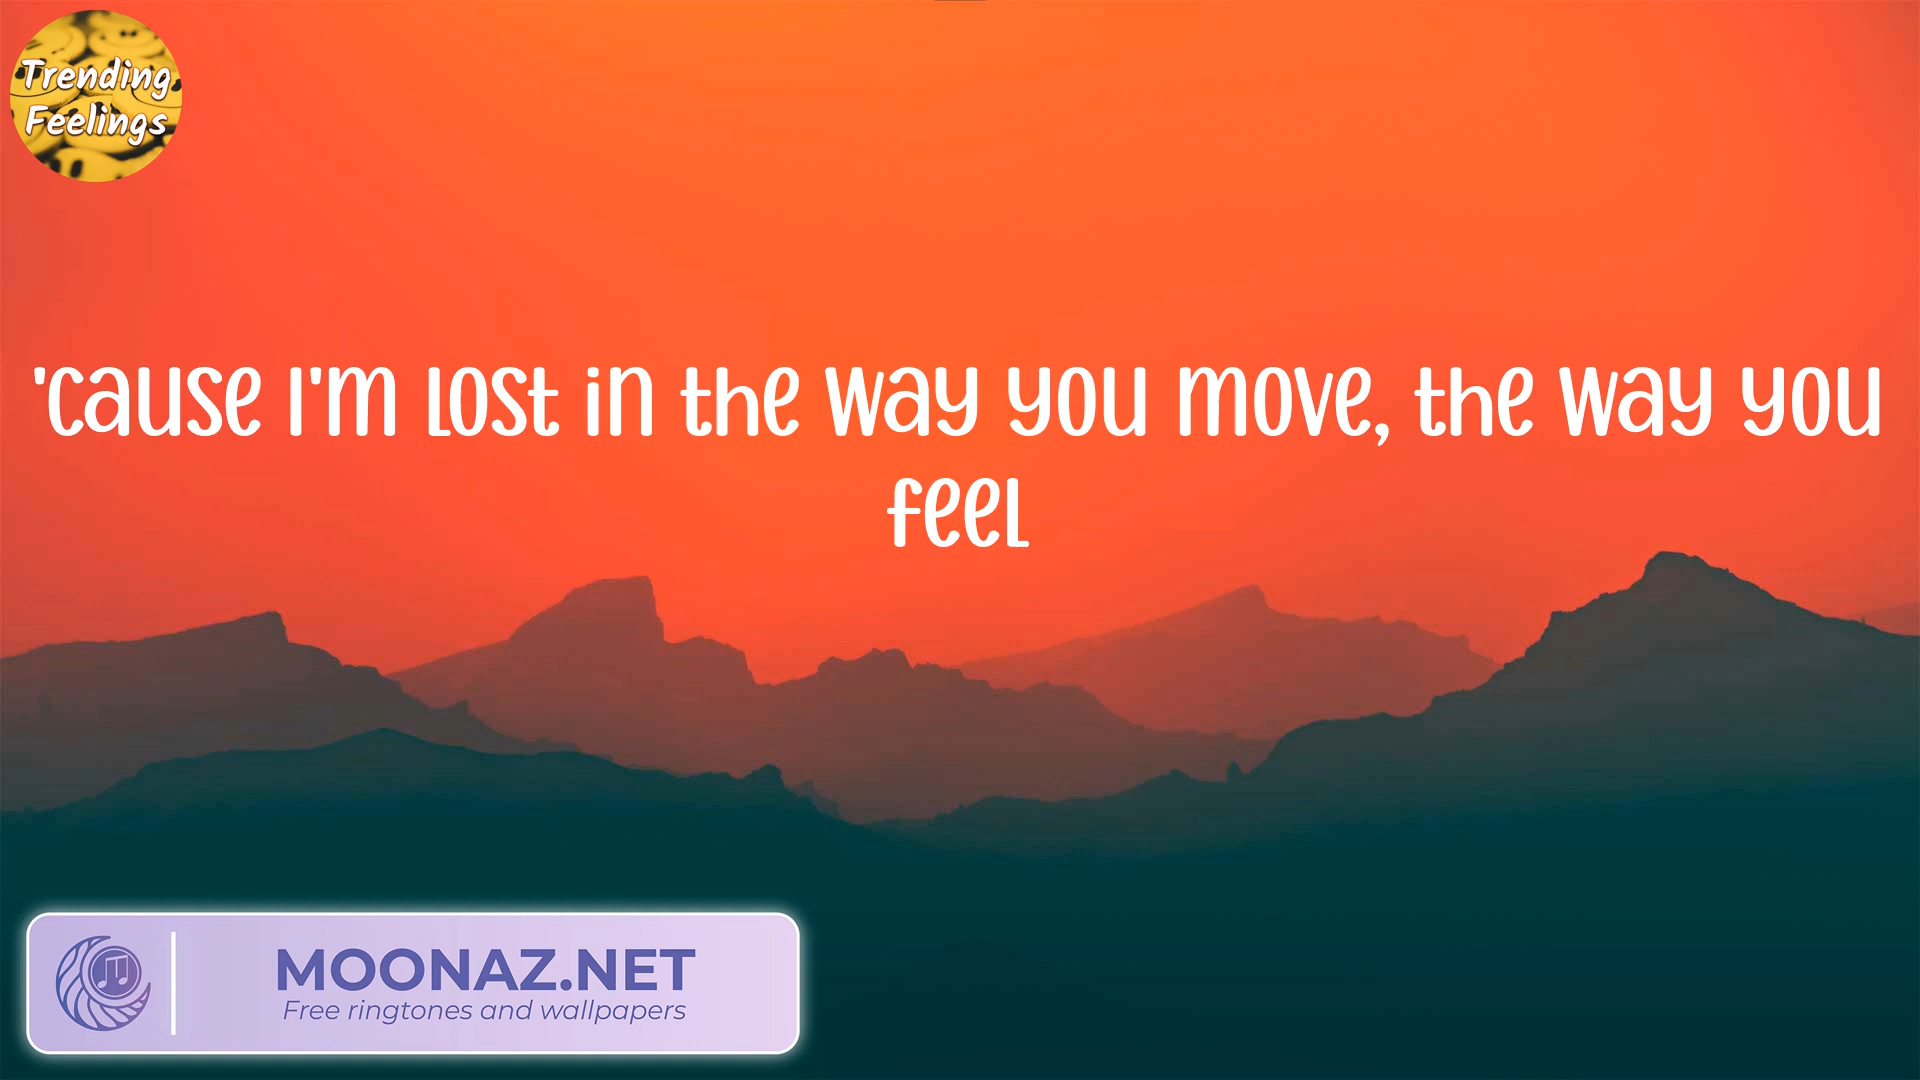 Trending
Feelings
'cause I'm lost in the way you move, the way you
feel
MOONAZ.NET
Free ringtones and wallpapers